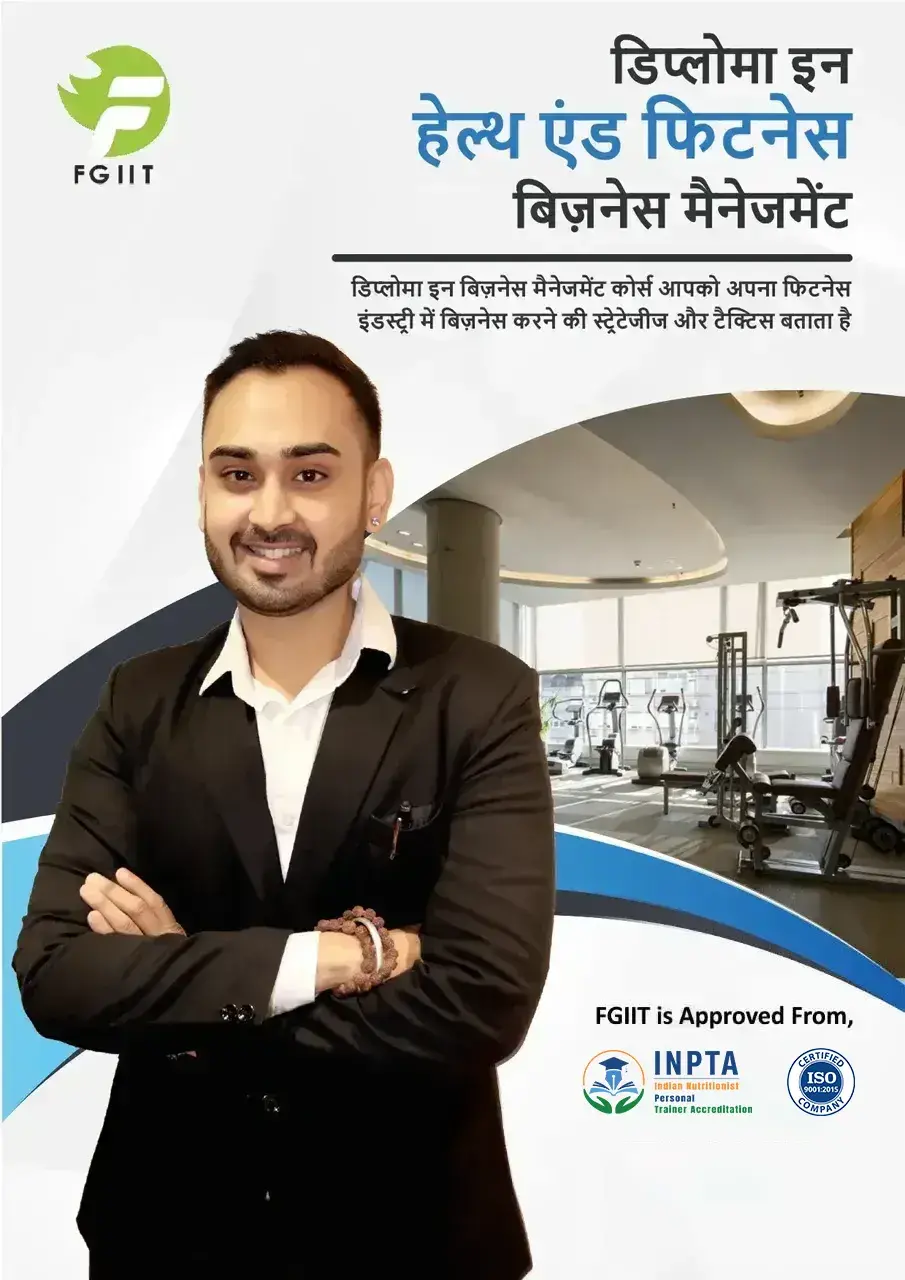 FGIIT
डिप्लोमा इन
हेल्थ एंड फिटनेस
बिज़नेस मैनेजमेंट
डिप्लोमा इन बिज़नेस मैनेजमेंट कोर्स आपको अपना फिटनेस
इंडस्ट्री में बिज़नेस करने की स्ट्रेटेजीज और टैक्टिस बताता है
FGIIT is Approved From,
INPTA
Indian Nutritionist
Personal
Trainer Accreditation
CERTIFIED
ISO
9001:2015
COMPANY